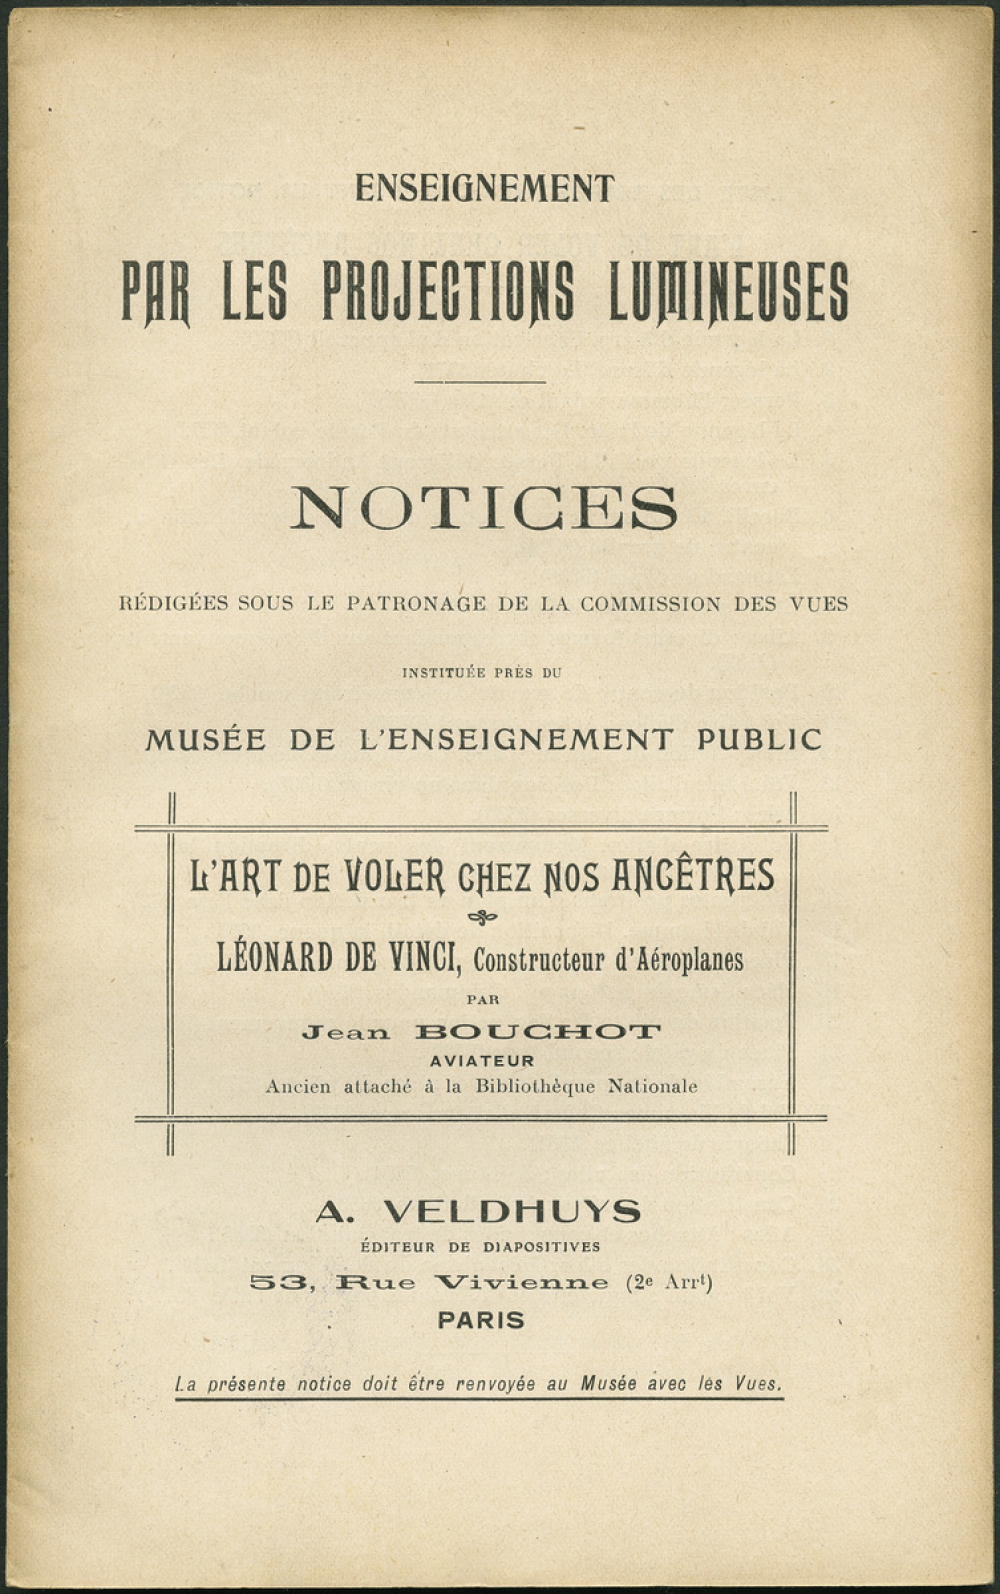 ENSEIGNEMENT
PAR LES PROJECTIONS LUMINEUSES
NOTICES
RÉDIGÉES SOUS LE PATRONAGE DE LA COMMISSION DES VUES
INSTITUÉE PRÈS DU
MUSÉE DE L'ENSEIGNEMENT PUBLIC
L'ART DE VOLER CHEZ NOS ANCÊTRES
LÉONARD DE VINCI, Constructeur d'Aéroplanes
PAR
Jean BOUCHOT
AVIATEUR
Ancien attaché à la Bibliothèque Nationale
A. VELDHUYS
ÉDITEUR DE DIAPOSITIVES
53, Rue Vivienne (2e Arrt)
PARIS
La présente notice doit être renvoyée au Musée avec les Vues.